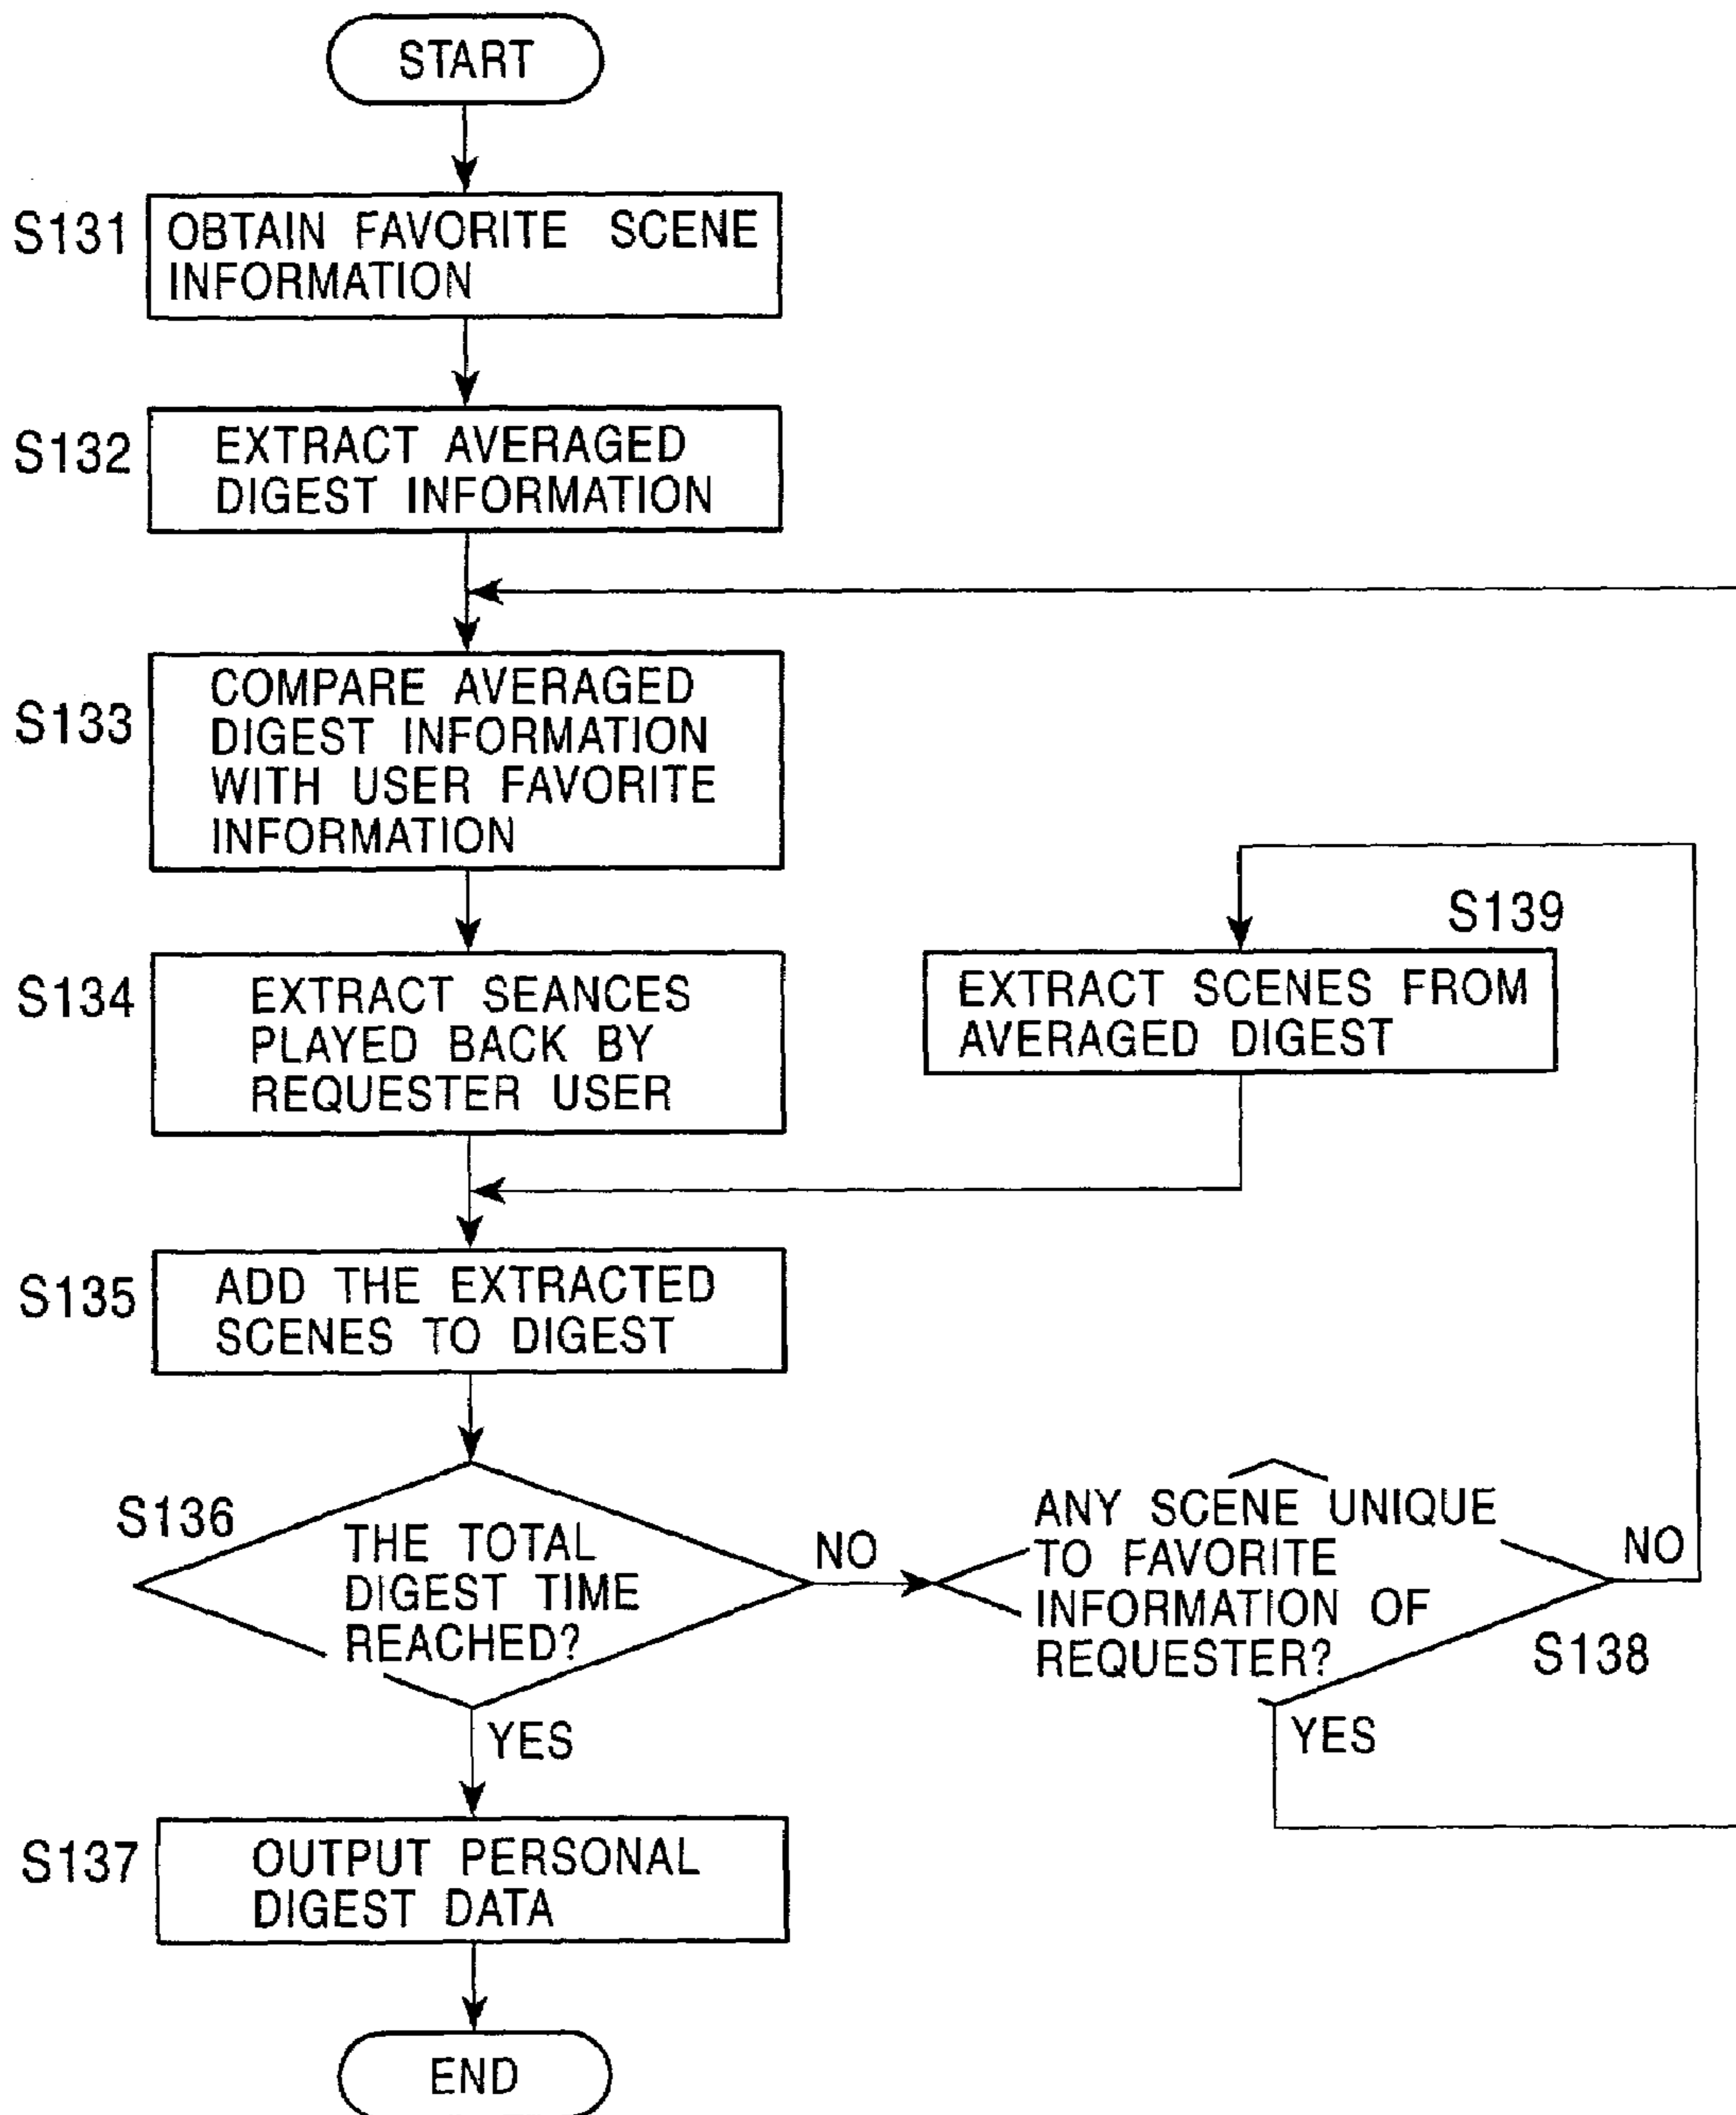 START
S131
OBTAIN FAVORITE SCENE
INFORMATION
S132
EXTRACT AVERAGED
DIGEST INFORMATION
S133
COMPARE AVERAGED
DIGEST INFORMATION
WITH USER FAVORITE
INFORMATION
S134
EXTRACT SEANCES
PLAYED BACK BY
REQUESTER USER
S139
EXTRACT SCENES FROM
AVERAGED DIGEST
S135
ADD THE EXTRACTED
SCENES TO DIGEST
S136
THE TOTAL
DIGEST TIME
REACHED?
NO
YES
ANY SCENE UNIQUE
TO FAVORITE
INFORMATION OF
REQUESTER?
NO
S138
YES
S137
OUTPUT PERSONAL
DIGEST DATA
END